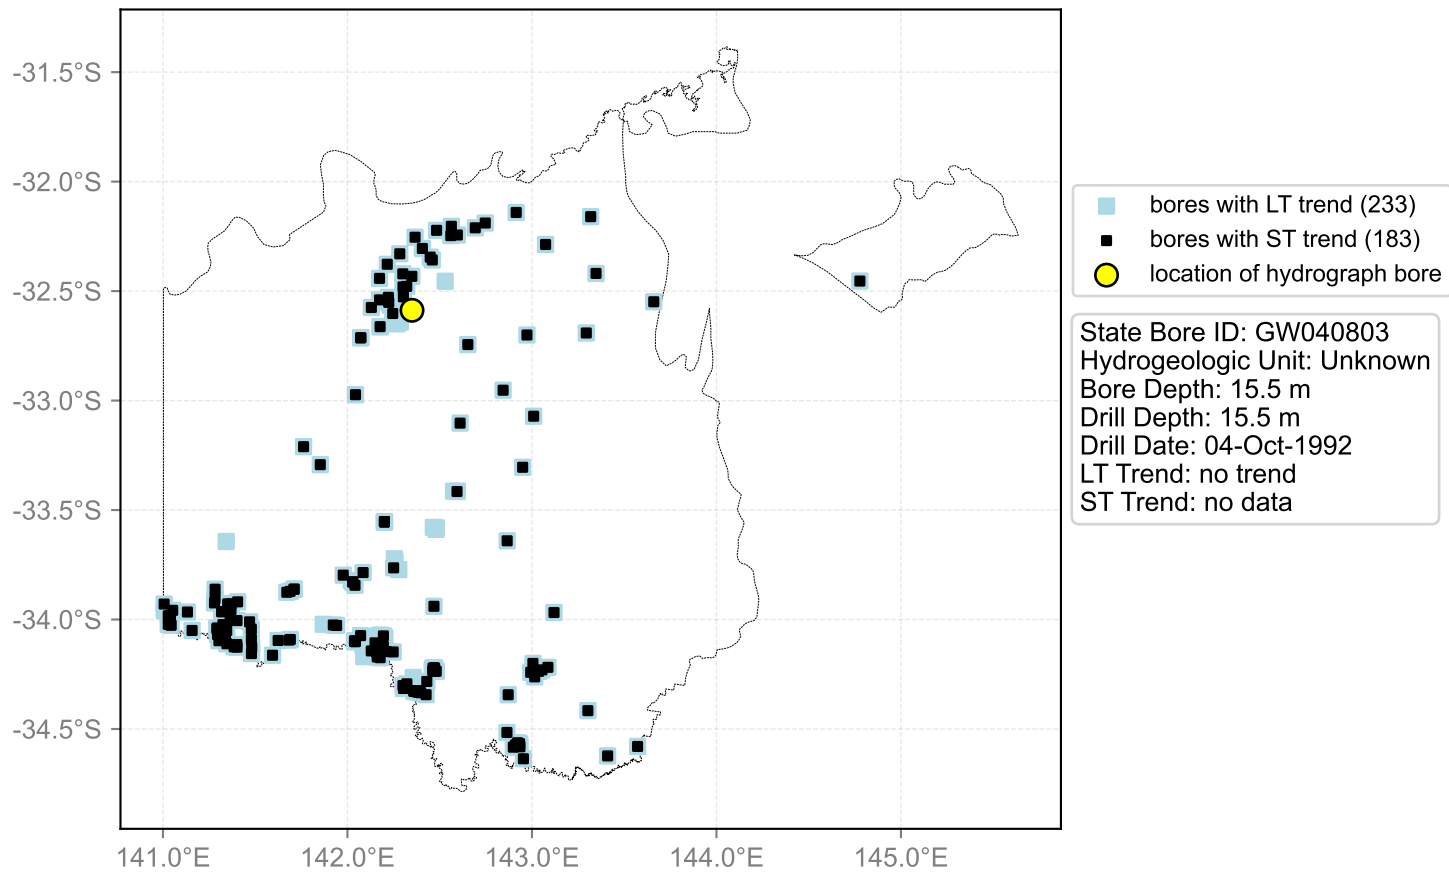 -31.5°S
-32.0°S
-32.5°S
-33.0°S
-33.5°S
-34.0°S
-34.5°S
141.0°E
142.0°E
143.0°E
144.0°E
145.0°E
bores with LT trend (233)
bores with ST trend (183)
location of hydrograph bore
State Bore ID: GW040803
Hydrogeologic Unit: Unknown
Bore Depth: 15.5 m
Drill Depth: 15.5 m
Drill Date: 04-Oct-1992
LT Trend: no trend
ST Trend: no data